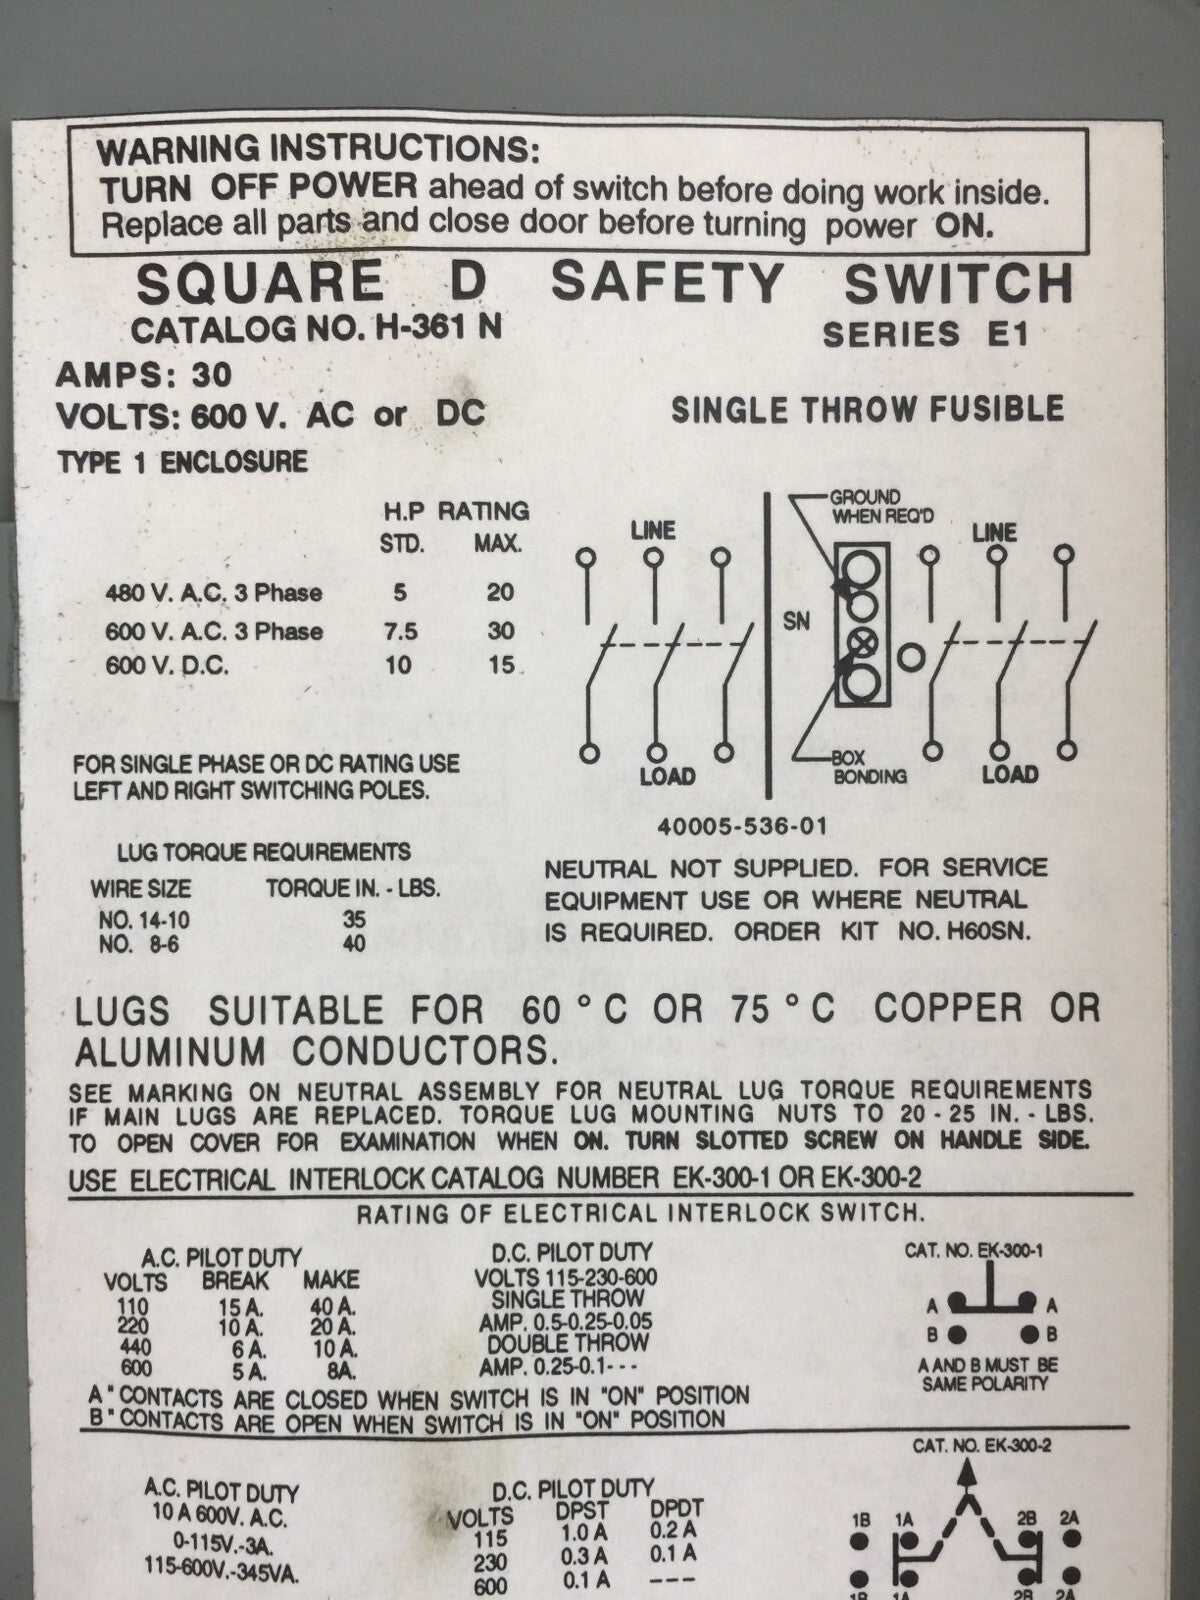 WARNING INSTRUCTIONS:
TURN OFF POWER ahead of switch before doing work inside.
Replace all parts and close door before turning power ON.
SQUARE D SAFETY SWITCH
CATALOG NO. H-361 N
SERIES E1
AMPS: 30
VOLTS: 600 V. AC or DC
SINGLE THROW FUSIBLE
TYPE 1 ENCLOSURE
H.P RATING
STD. MAX.
480 V. A.C. 3 Phase 5 20
600 V. A.C. 3 Phase 7.5 30
600 V. D.C. 10 15
LINE
LOAD
GROUND
WHEN REQ'D
LINE
SN
BOX
BONDING
LOAD
FOR SINGLE PHASE OR DC RATING USE
LEFT AND RIGHT SWITCHING POLES.
40005-536-01
LUG TORQUE REQUIREMENTS
WIRE SIZE TORQUE IN. - LBS.
NO. 14-10 35
NO. 8-6 40
NEUTRAL NOT SUPPLIED. FOR SERVICE
EQUIPMENT USE OR WHERE NEUTRAL
IS REQUIRED. ORDER KIT NO. H60SN.
LUGS SUITABLE FOR 60 ° C OR 75 ° C COPPER OR
ALUMINUM CONDUCTORS.
SEE MARKING ON NEUTRAL ASSEMBLY FOR NEUTRAL LUG TORQUE REQUIREMENTS
IF MAIN LUGS ARE REPLACED. TORQUE LUG MOUNTING NUTS TO 20 - 25 IN. - LBS.
TO OPEN COVER FOR EXAMINATION WHEN ON. TURN SLOTTED SCREW ON HANDLE SIDE.
USE ELECTRICAL INTERLOCK CATALOG NUMBER EK-300-1 OR EK-300-2
RATING OF ELECTRICAL INTERLOCK SWITCH.
A.C. PILOT DUTY
VOLTS BREAK MAKE
110 15 A. 40 A.
220 10 A. 20 A.
440 6 A. 10 A.
600 5 A. 8A.
D.C. PILOT DUTY
VOLTS 115-230-600
SINGLE THROW
AMP. 0.5-0.25-0.05
DOUBLE THROW
AMP. 0.25-0.1---
CAT. NO. EK-300-1
A A
B B
A AND B MUST BE
SAME POLARITY
A" CONTACTS ARE CLOSED WHEN SWITCH IS IN "ON" POSITION
B" CONTACTS ARE OPEN WHEN SWITCH IS IN "ON" POSITION
CAT. NO. EK-300-2
A.C. PILOT DUTY
10 A 600V. A.C.
0-115V.-3A.
115-600V.-345VA.
D.C. PILOT DUTY
VOLTS DPST DPDT
115 1.0 A 0.2 A
230 0.3 A 0.1 A
600 0.1 A ---
1B 1A 2B 2A
1B 1A 2B 2A